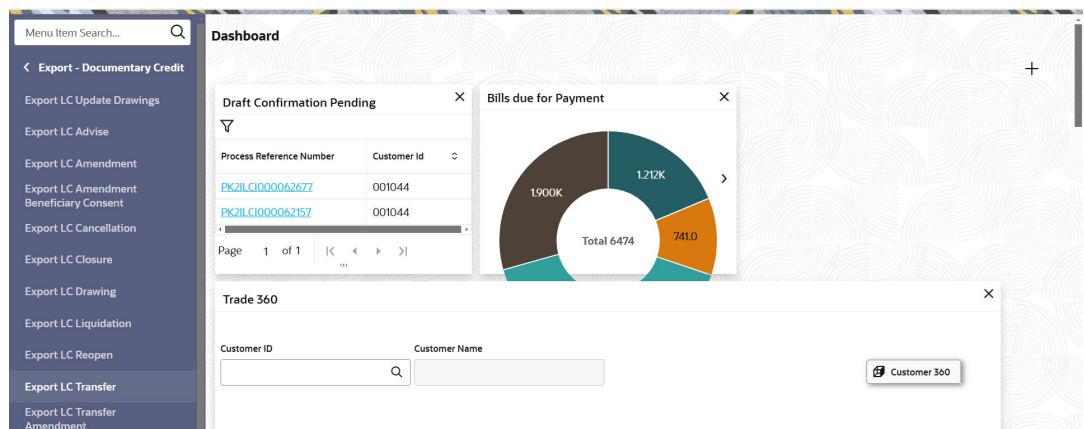 Menu Item Search...
Export - Documentary Credit
Export LC Update Drawings
Export LC Advise
Export LC Amendment
Export LC Amendment
Beneficiary Consent
Export LC Cancellation
Export LC Closure
Export LC Drawing
Export LC Liquidation
Export LC Reopen
Export LC Transfer
Export LC Transfer
Amendment
Dashboard
Draft Confirmation Pending
Process Reference Number Customer Id
PK2ILCI000062677 001044
PK2ILCI000062157 001044
Page 1 of 1
Bills due for Payment
1.900K
1.212K
741.0
Total 6474
Trade 360
Customer ID
Customer Name
Customer 360